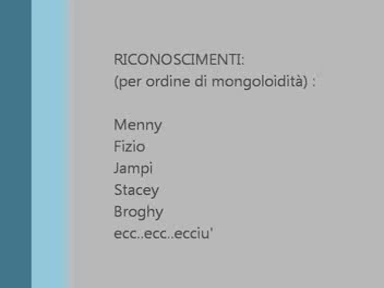 RICONOSCIMENTI:
(per ordine di mongoloidità) :
Menny
Fizio
Jampi
Stacey
Broghy
ecc..ecc..ecciu'